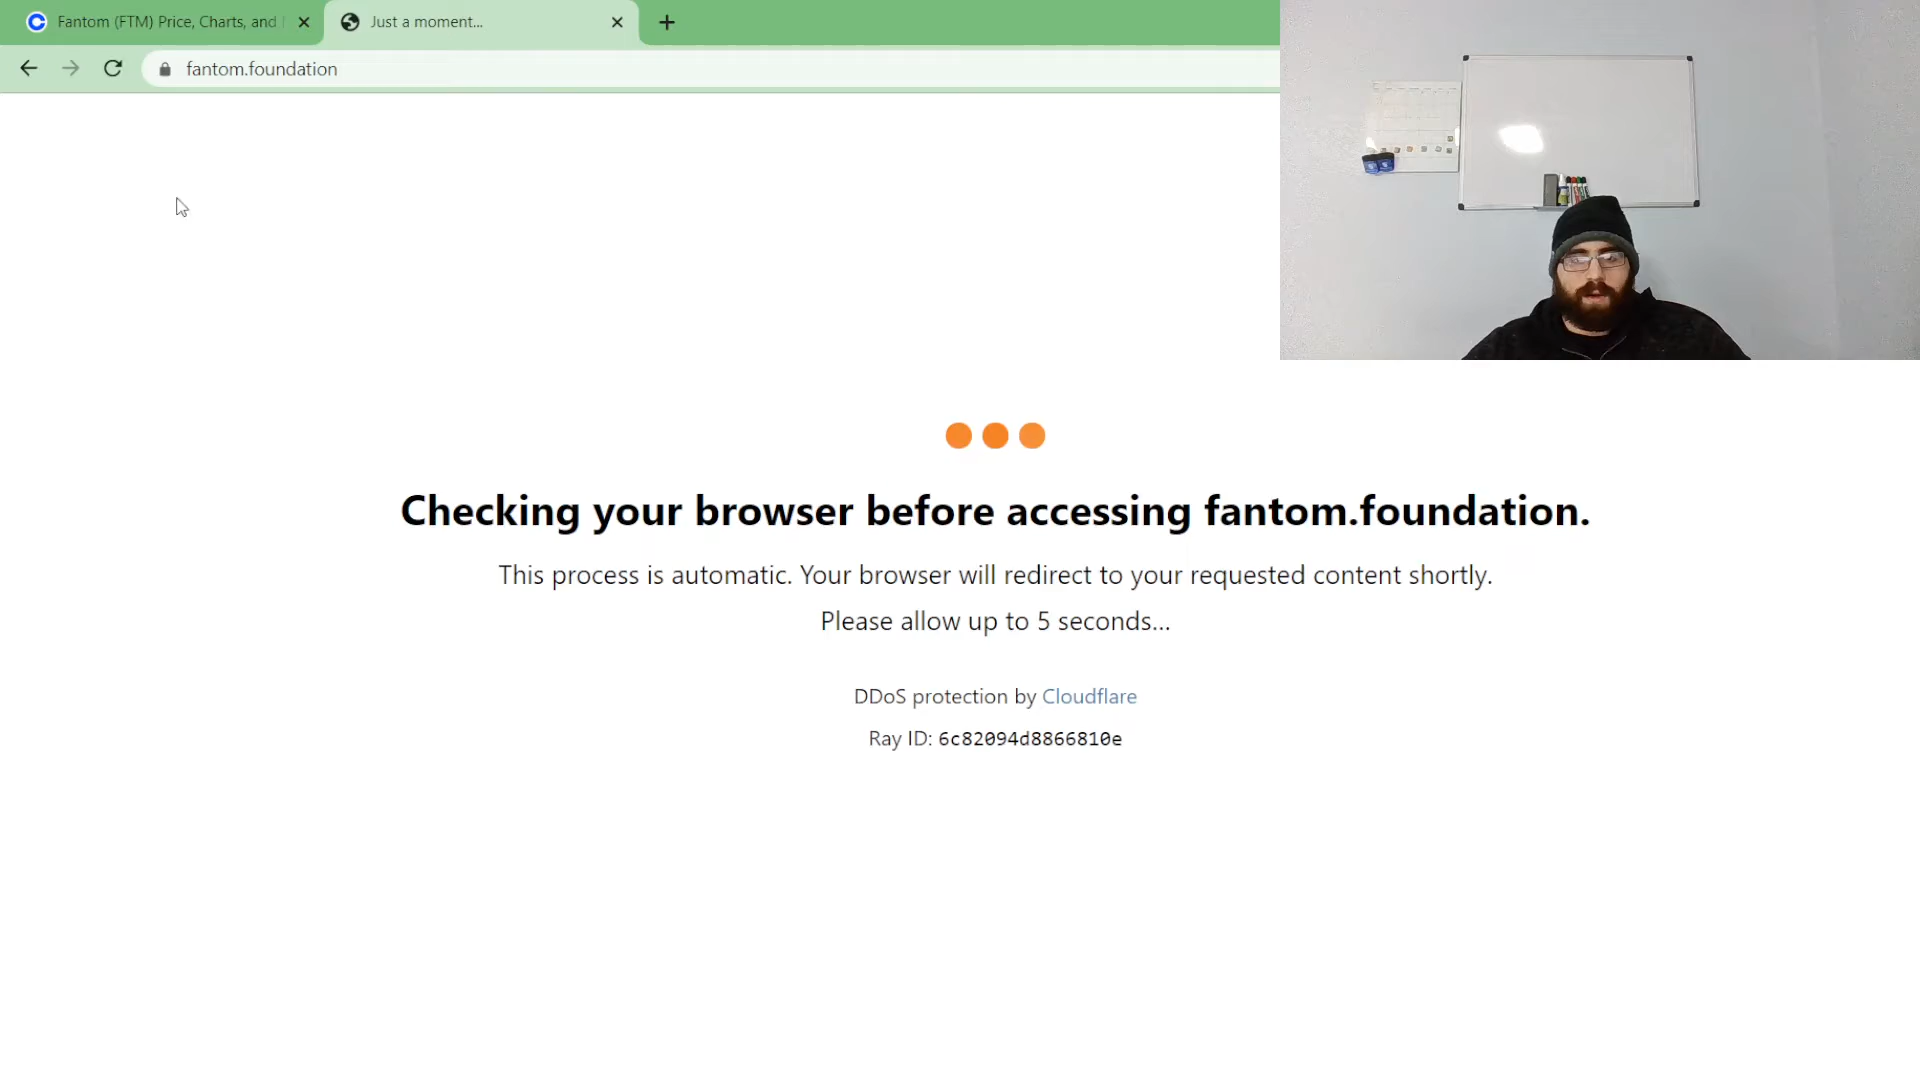 Fantom (FTM) Price, Charts, and
Just a moment...
fantom.foundation
Checking your browser before accessing fantom.foundation.
This process is automatic. Your browser will redirect to your requested content shortly.
Please allow up to 5 seconds...
DDoS protection by Cloudflare
Ray ID: 6c82094d8866810e